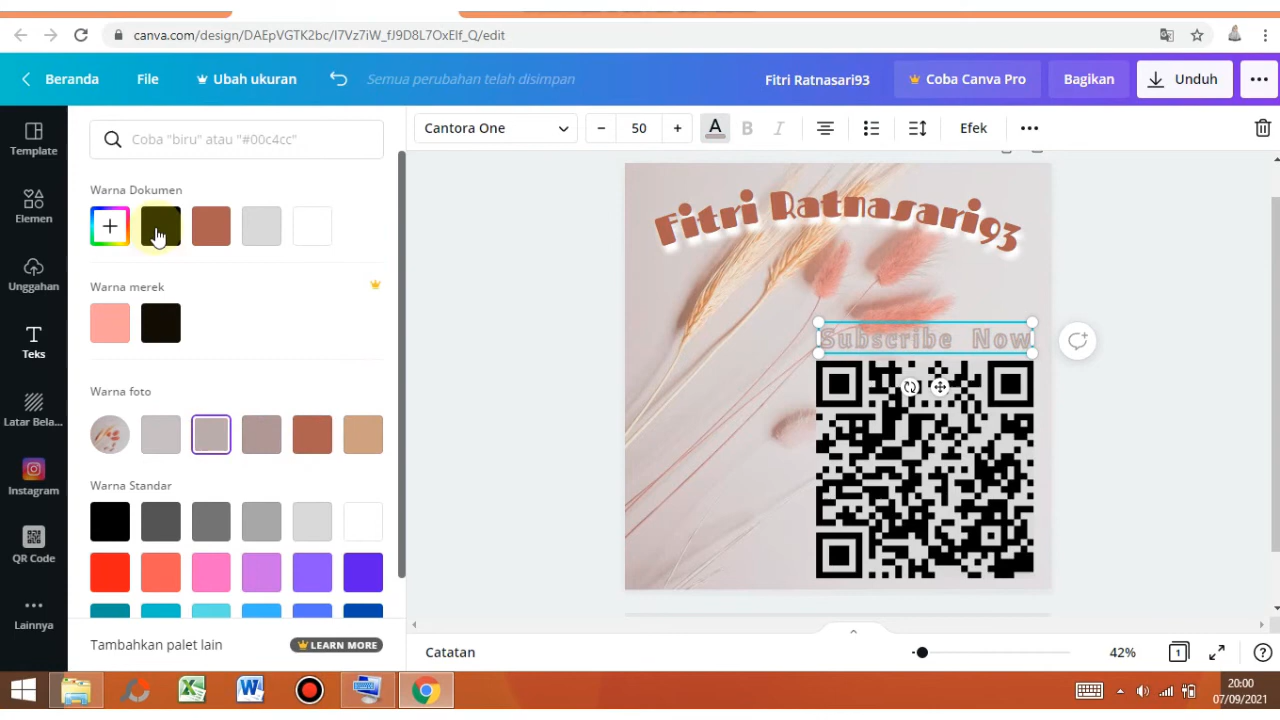 canva.com/design/DAEpVGTK2bc/I7Vz7iW_fJ9D8L7OxElf_Q/edit
Beranda
File
Ubah ukuran
Semua perubahan telah disimpan
Fitri Ratnasari93
Coba Canva Pro
Bagikan
Unduh
Template
Elemen
Unggahan
Teks
Latar Bela...
Instagram
QR Code
Lainnya
Coba "biru" atau "#00c4cc"
Warna Dokumen
Warna merek
Warna foto
Warna Standar
Tambahkan palet lain
LEARN MORE
Cantora One
50
A
B
I
Efek
Fitri Ratnasari93
Subscribe Now
Catatan
42%
1
20:00
07/09/2021